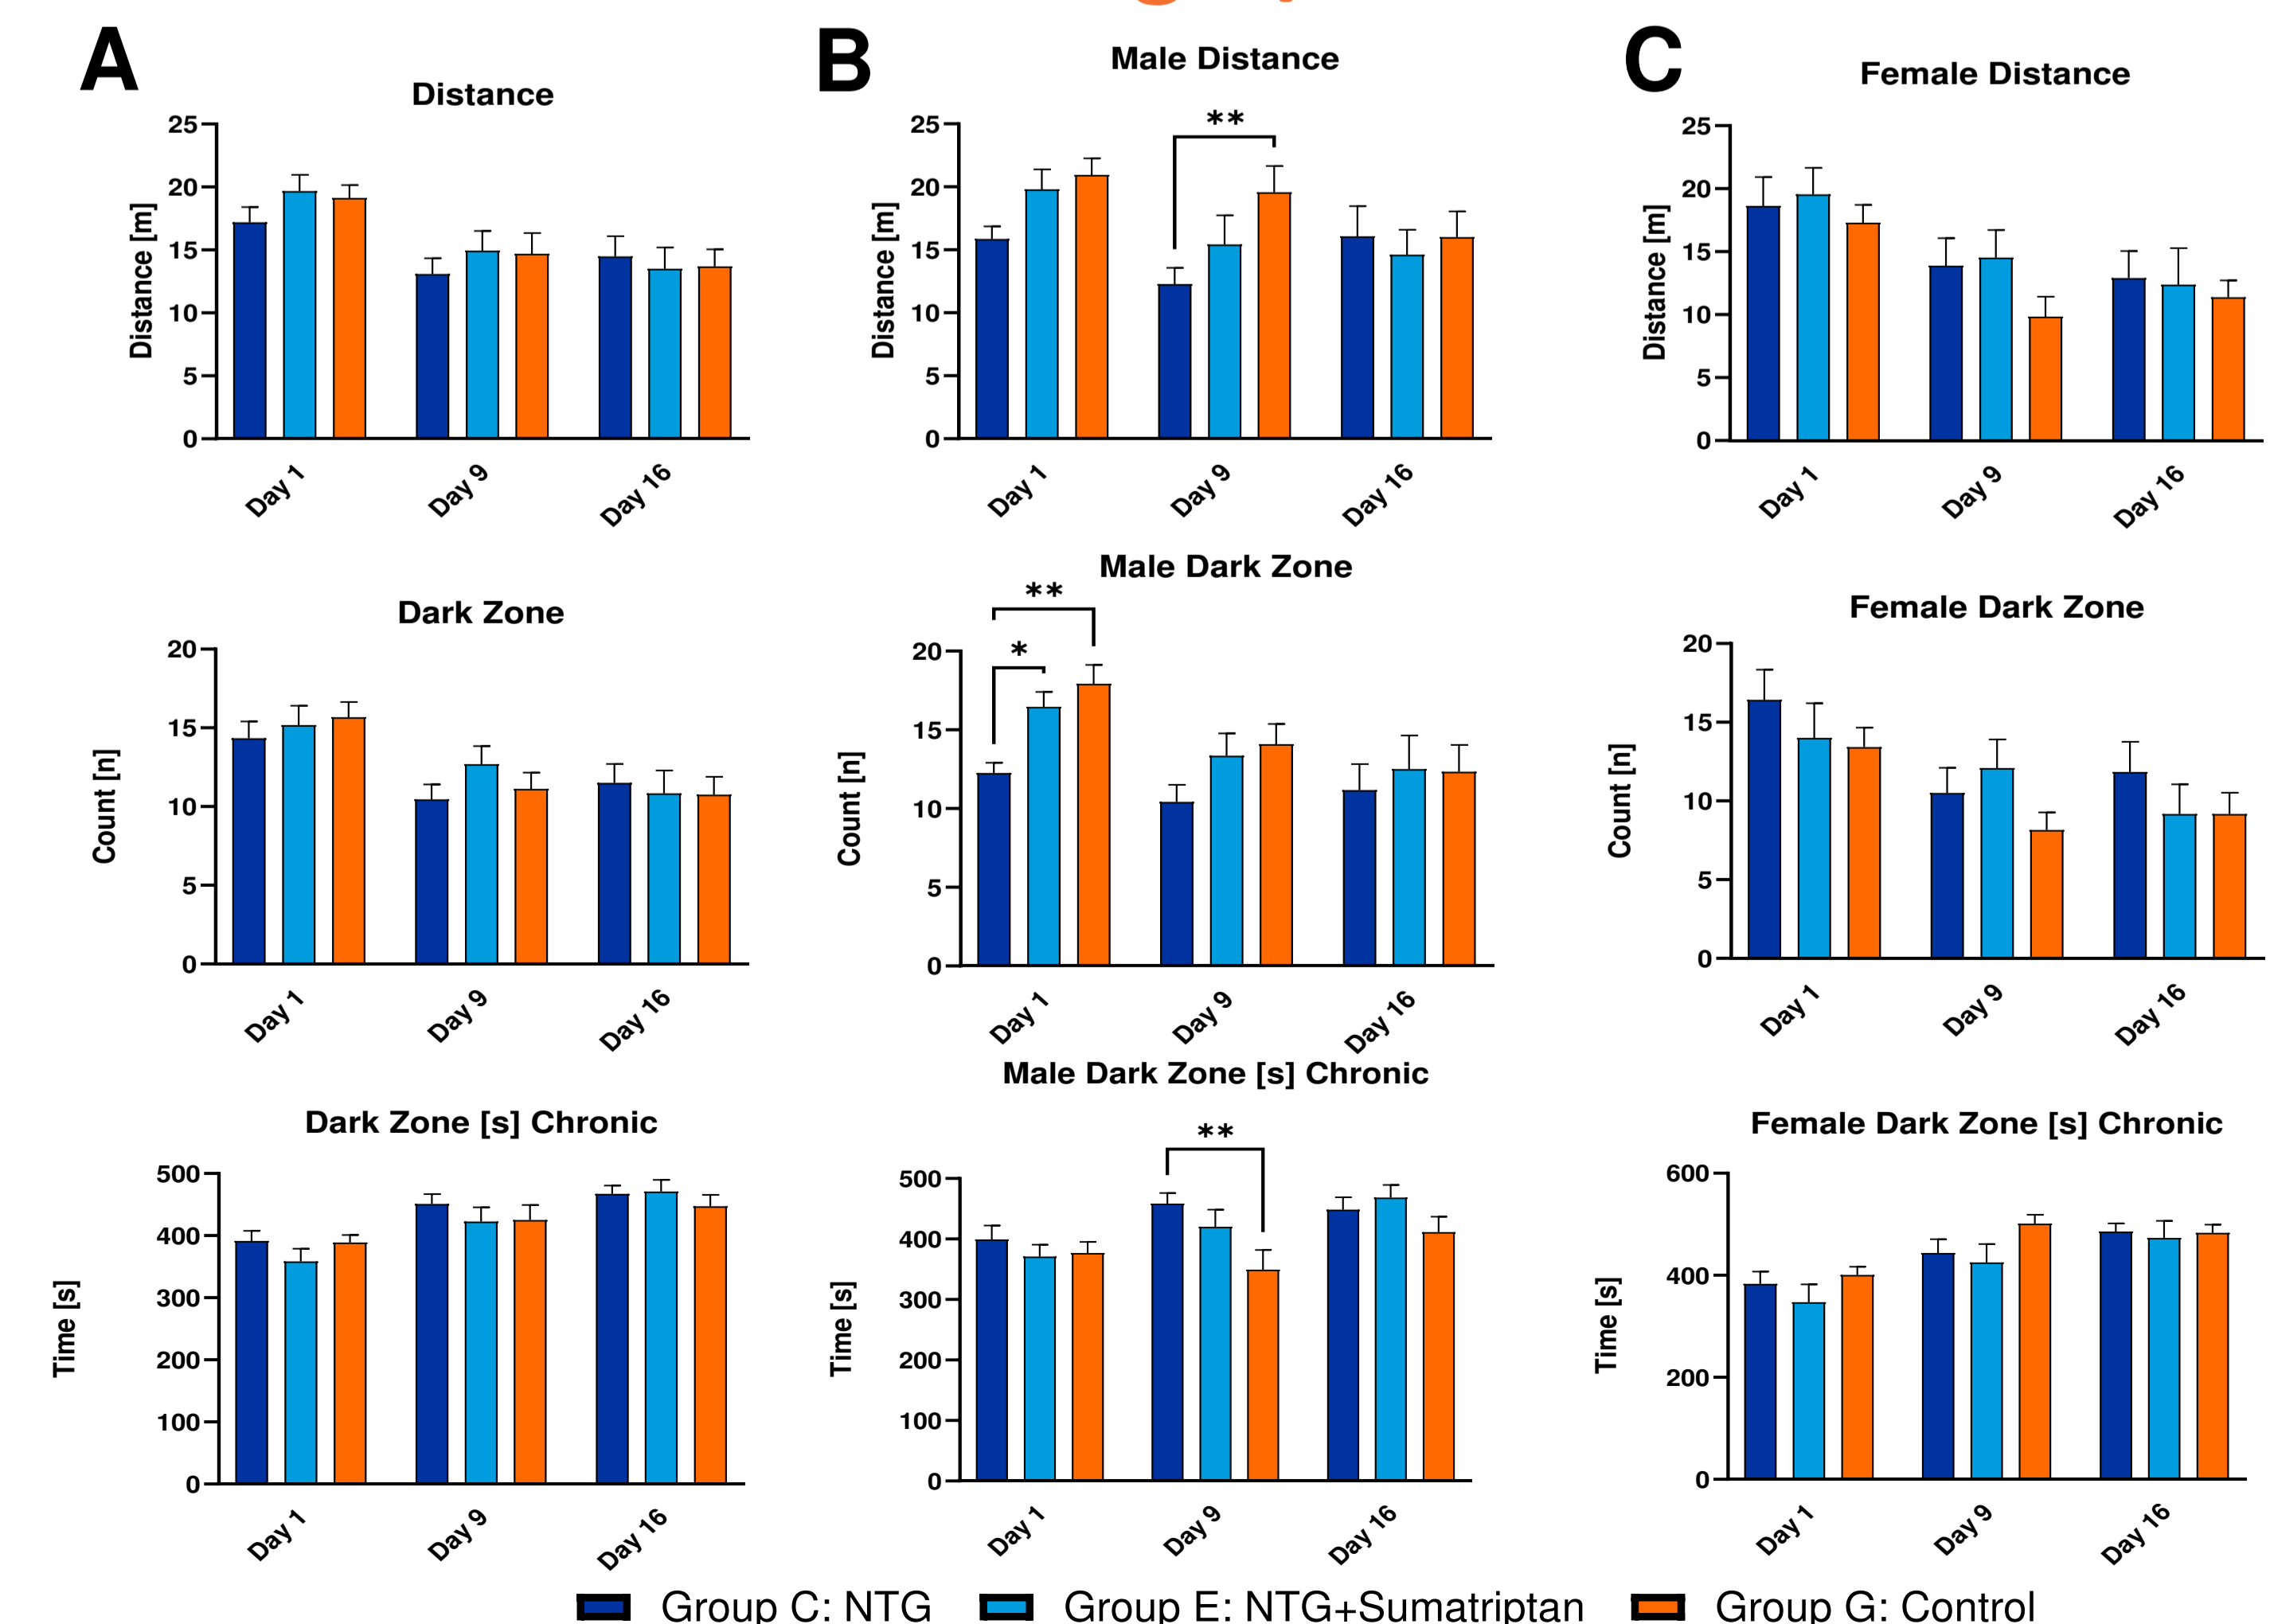 A
Distance
Distance [m]
25
20
15
10
5
0
Day 1
Day 9
Day 16
Dark Zone
Count [n]
20
15
10
5
0
Day 1
Day 9
Day 16
Dark Zone [s] Chronic
Time [s]
500
400
300
200
100
0
Day 1
Day 9
Day 16
B
Male Distance
**
Distance [m]
25
20
15
10
5
0
Day 1
Day 9
Day 16
Male Dark Zone
**
*
Count [n]
20
15
10
5
0
Day 1
Day 9
Day 16
Male Dark Zone [s] Chronic
**
Time [s]
500
400
300
200
100
0
Day 1
Day 9
Day 16
C
Female Distance
Distance [m]
25
20
15
10
5
0
Day 1
Day 9
Day 16
Female Dark Zone
Count [n]
20
15
10
5
0
Day 1
Day 9
Day 16
Female Dark Zone [s] Chronic
Time [s]
600
400
200
0
Day 1
Day 9
Day 16
Group C: NTG
Group E: NTG+Sumatriptan
Group G: Control